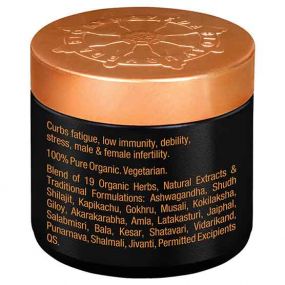 Curbs fatigue, low immunity, debility,
stress, male & female infertility.
100% Pure Organic. Vegetarian.
Blend of 19 Organic Herbs, Natural Extracts &
Traditional Formulations: Ashwagandha, Shudh
Shilajit, Kapikachu, Gokhru, Musali, Kokilaksha,
Giloy, Akarakarabha, Amla, Latakasturi, Jaiphal,
Sailabmisri, Bala, Kesar, Shatavari, Vidarikand,
Punarnava, Shalmali, Jivanti, Permitted Excipients
QS.